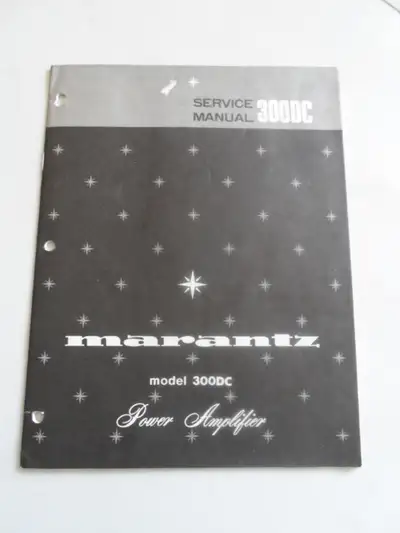 SERVICE
MANUAL 300DC
marantz
model 300DC
Power Amplifier